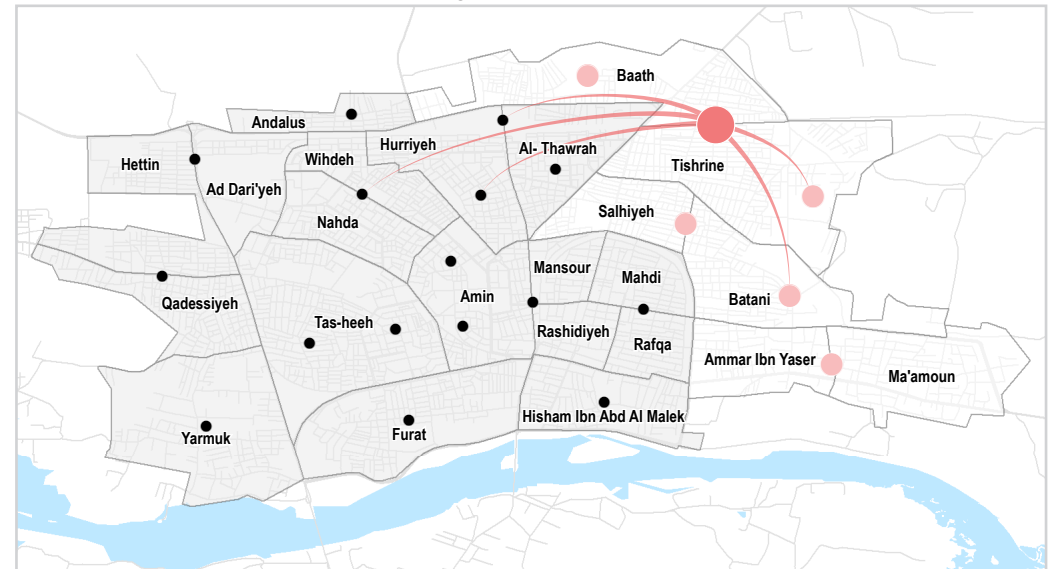 Baath
Andalus
Hurriyeh
Al- Thawrah
Wihdeh
Hettin
Tishrine
Ad Dari'yeh
Salhiyeh
Nahda
Mansour
Mahdi
Amin
Batani
Qadessiyeh
Tas-heeh
Rashidiyeh
Rafqa
Ammar Ibn Yaser
Ma'amoun
Hisham Ibn Abd Al Malek
Furat
Yarmuk